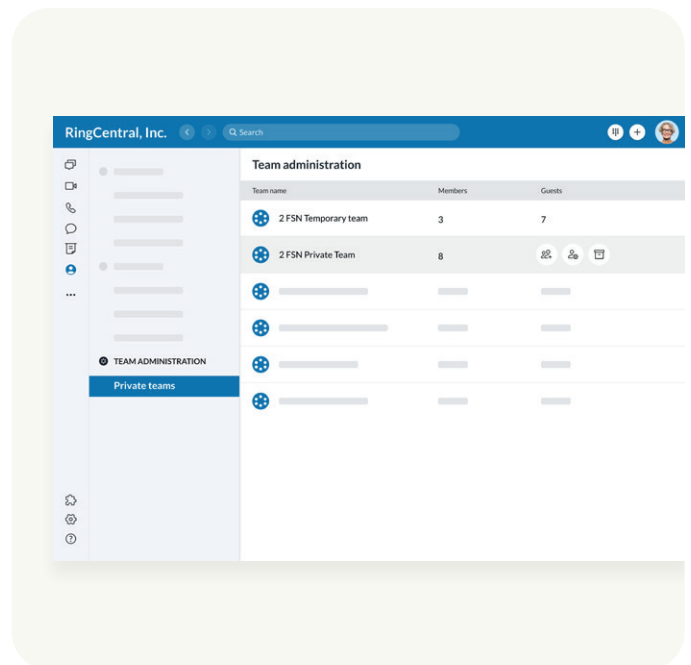 RingCentral, Inc. Search
Team administration
Team name Members Guests
2 FSN Temporary team 3 7
2 FSN Private Team 8
TEAM ADMINISTRATION
Private teams